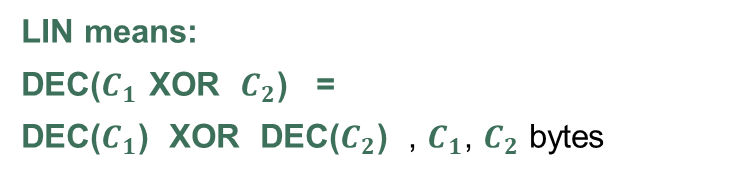 LIN means:
DEC(C₁ XOR C₂) =
DEC(C₁) XOR DEC(C₂) , C₁, C₂ bytes